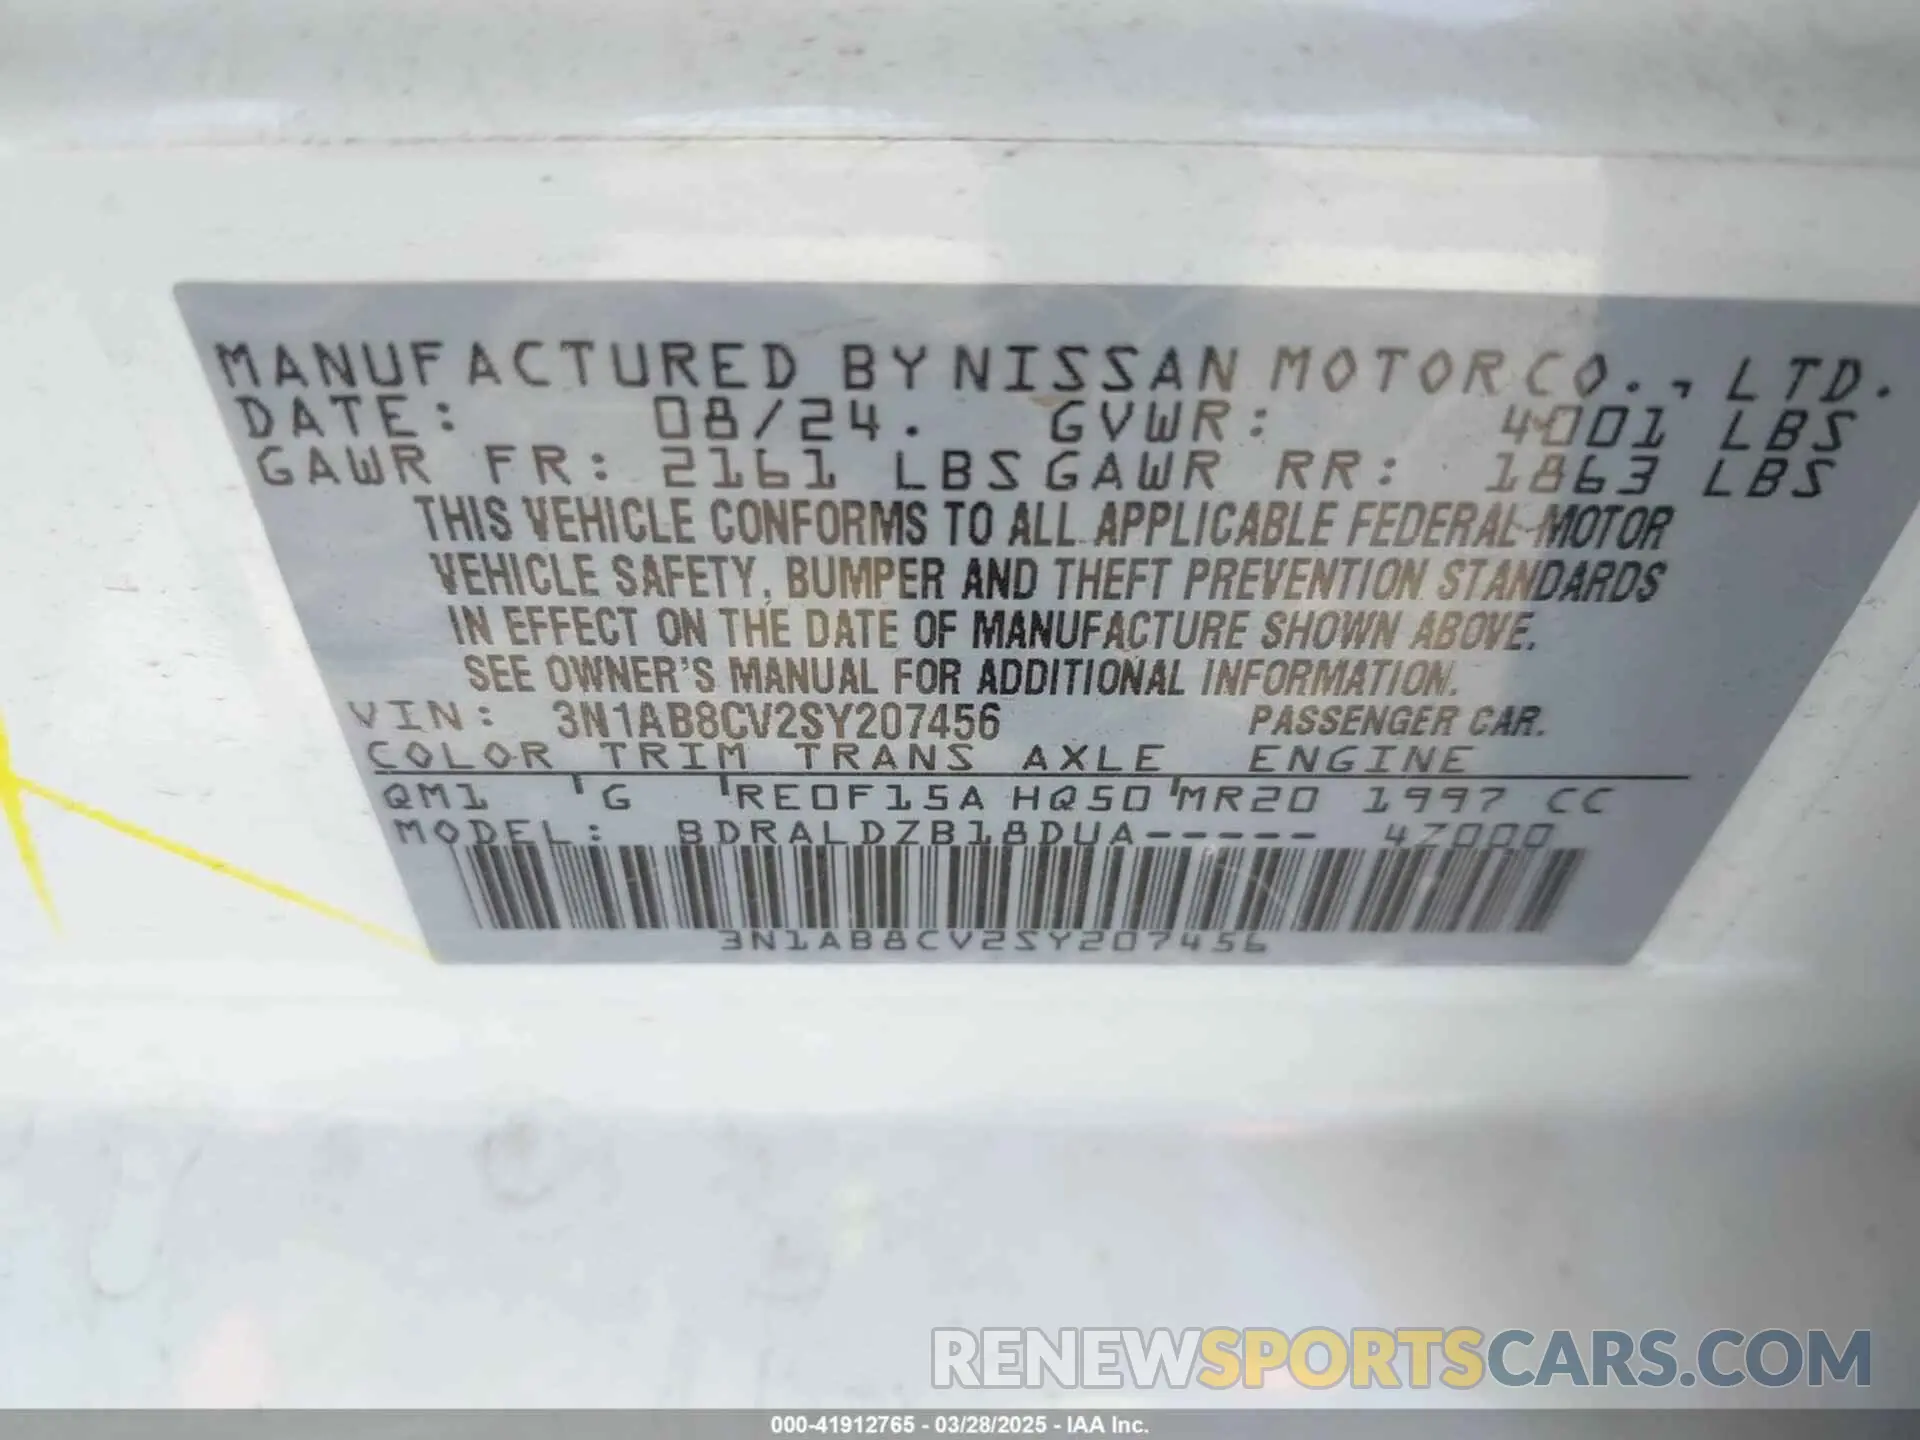 MANUFACTURED BY NISSAN MOTOR CO., LTD.
DATE: 08/24. GVWR: 4001 LBS
GAWR FR: 2161 LBS GAWR RR: 1863 LBS
THIS VEHICLE CONFORMS TO ALL APPLICABLE FEDERAL MOTOR
VEHICLE SAFETY, BUMPER AND THEFT PREVENTION STANDARDS
IN EFFECT ON THE DATE OF MANUFACTURE SHOWN ABOVE.
SEE OWNER'S MANUAL FOR ADDITIONAL INFORMATION.
VIN: 3N1AB8CV2SY207456 PASSENGER CAR.
COLOR TRIM TRANS AXLE ENGINE
QM1 G RE0F15A HQ50 MR20 1997 CC
MODEL: BDRALDZB18DUA----- 4Z000
3N1AB8CV2SY207456
RENEWSPORTSCARS.COM
000-41912765 - 03/28/2025 - IAA Inc.